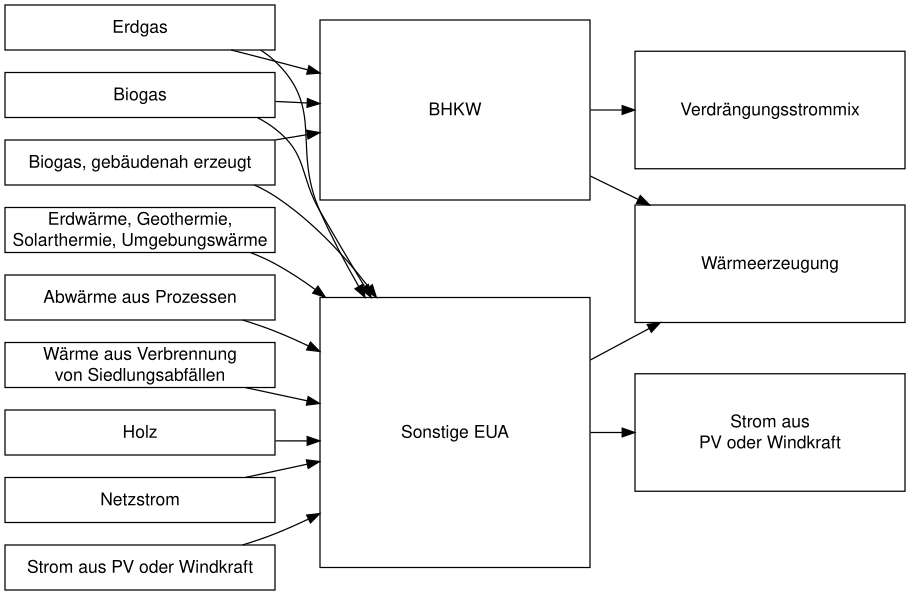 Erdgas
Biogas
Biogas, gebäudenah erzeugt
Erdwärme, Geothermie,
Solarthermie, Umgebungswärme
Abwärme aus Prozessen
Wärme aus Verbrennung
von Siedlungsabfällen
Holz
Netzstrom
Strom aus PV oder Windkraft
BHKW
Sonstige EUA
Verdrängungsstrommix
Wärmeerzeugung
Strom aus
PV oder Windkraft